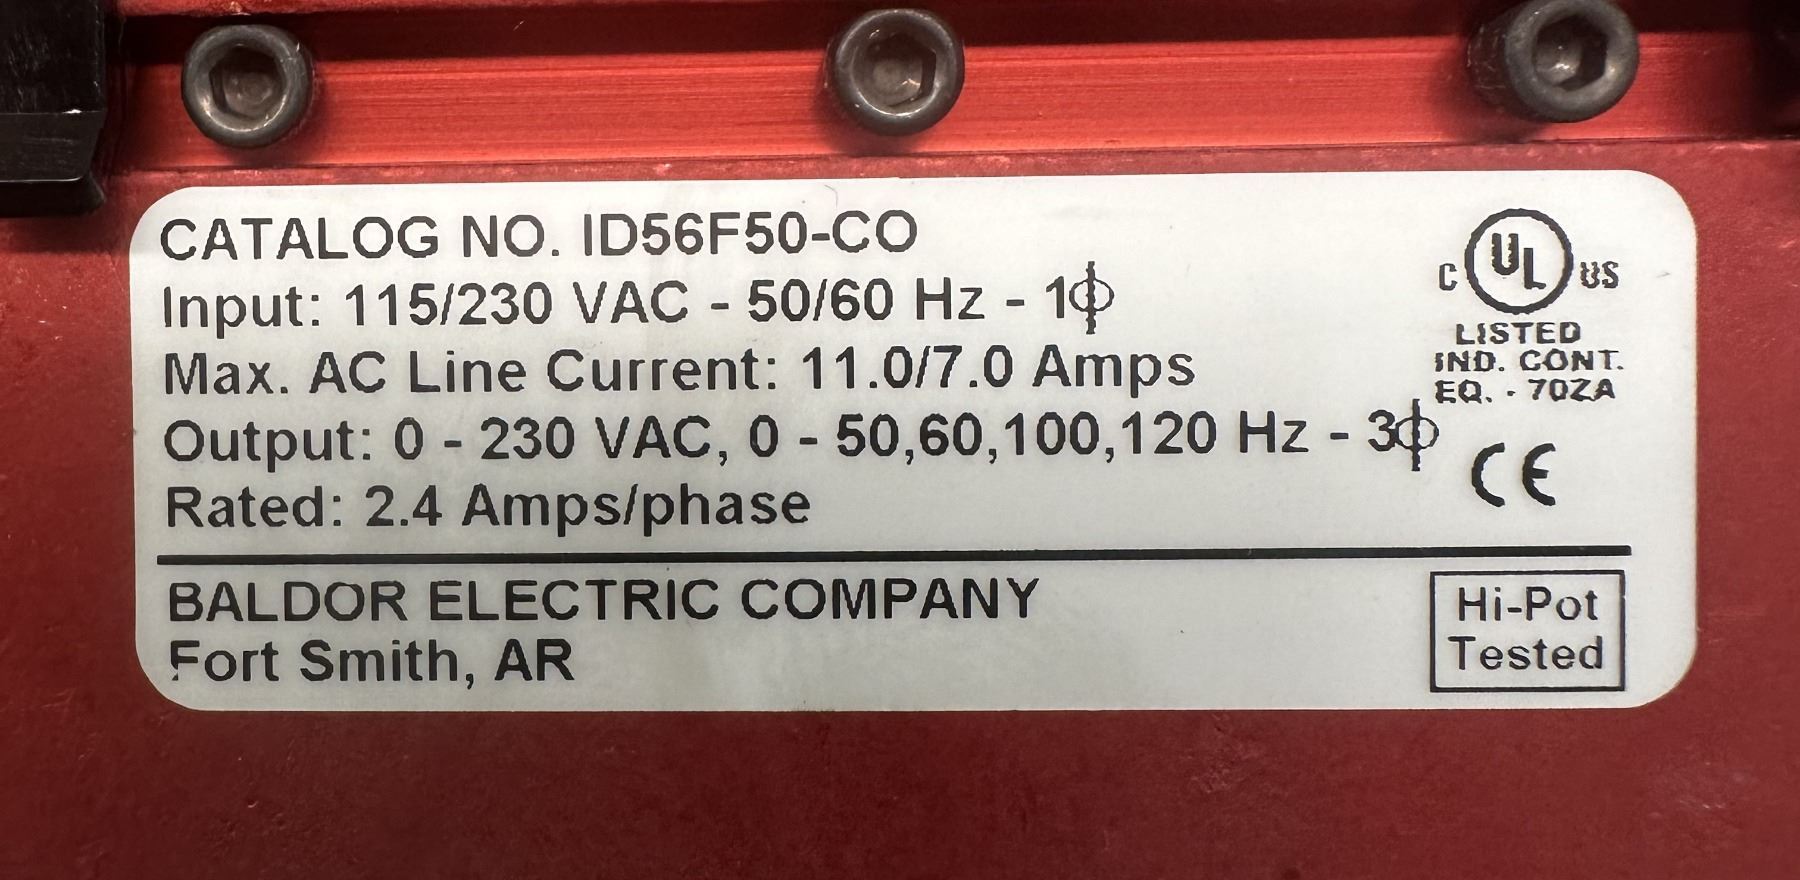 CATALOG NO. ID56F50-CO
Input: 115/230 VAC - 50/60 Hz - 1ϕ
Max. AC Line Current: 11.0/7.0 Amps
Output: 0 - 230 VAC, 0 - 50,60,100,120 Hz - 3ϕ
Rated: 2.4 Amps/phase
C UL US
LISTED
IND. CONT.
EQ. - 70ZA
CE
BALDOR ELECTRIC COMPANY
Fort Smith, AR
Hi-Pot
Tested